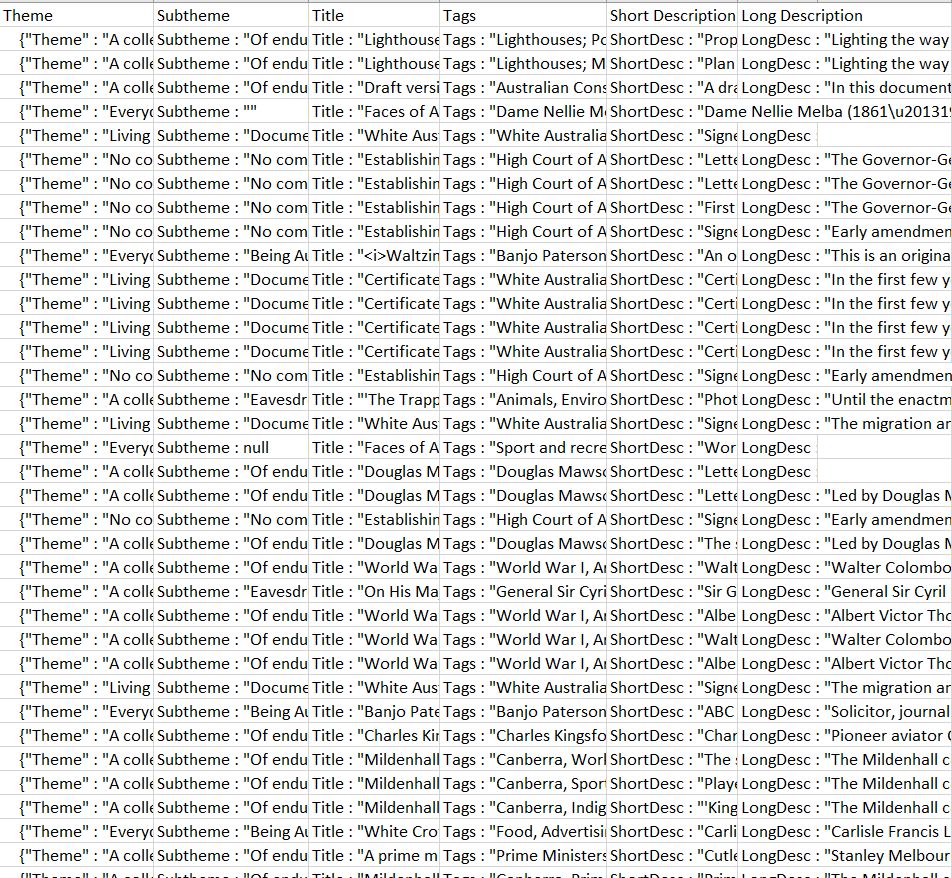 Theme Subtheme Title Tags Short Description Long Description
{"Theme" : "A colle Subtheme : "Of endu Title : "Lighthouse Tags : "Lighthouses; Po ShortDesc : "Prop LongDesc : "Lighting the way
{"Theme" : "A colle Subtheme : "Of endu Title : "Lighthouse Tags : "Lighthouses; M ShortDesc : "Plan LongDesc : "Lighting the way
{"Theme" : "A colle Subtheme : "Of endu Title : "Draft versi Tags : "Australian Cons ShortDesc : "A dra LongDesc : "In this document
{"Theme" : "Everyd Subtheme : "" Title : "Faces of A Tags : "Dame Nellie Me ShortDesc : "Dame Nellie Melba (1861\u201319
{"Theme" : "Living Subtheme : "Docume Title : "White Aus Tags : "White Australia ShortDesc : "Signe LongDesc :
{"Theme" : "No co Subtheme : "No com Title : "Establishin Tags : "High Court of A ShortDesc : "Lette LongDesc : "The Governor-Ge
{"Theme" : "No co Subtheme : "No com Title : "Establishin Tags : "High Court of A ShortDesc : "Lette LongDesc : "The Governor-Ge
{"Theme" : "No co Subtheme : "No com Title : "Establishin Tags : "High Court of A ShortDesc : "First LongDesc : "The Governor-Ge
{"Theme" : "No co Subtheme : "No com Title : "Establishin Tags : "High Court of A ShortDesc : "Signe LongDesc : "Early amendmen
{"Theme" : "Everyd Subtheme : "Being Au Title : "<i>Waltzin Tags : "Banjo Paterson ShortDesc : "An o LongDesc : "This is an origina
{"Theme" : "Living Subtheme : "Docume Title : "Certificate Tags : "White Australia ShortDesc : "Certi LongDesc : "In the first few y
{"Theme" : "Living Subtheme : "Docume Title : "Certificate Tags : "White Australia ShortDesc : "Certi LongDesc : "In the first few y
{"Theme" : "Living Subtheme : "Docume Title : "Certificate Tags : "White Australia ShortDesc : "Certi LongDesc : "In the first few y
{"Theme" : "Living Subtheme : "Docume Title : "Certificate Tags : "White Australia ShortDesc : "Certi LongDesc : "In the first few y
{"Theme" : "No co Subtheme : "No com Title : "Establishin Tags : "High Court of A ShortDesc : "Signe LongDesc : "Early amendmen
{"Theme" : "A colle Subtheme : "Eavesdr Title : "'The Trapp Tags : "Animals, Enviro ShortDesc : "Phot LongDesc : "Until the enactm
{"Theme" : "Living Subtheme : "Docume Title : "White Aus Tags : "White Australia ShortDesc : "Signe LongDesc : "The migration ar
{"Theme" : "Everyd Subtheme : null Title : "Faces of A Tags : "Sport and recre ShortDesc : "Wor LongDesc :
{"Theme" : "A colle Subtheme : "Of endu Title : "Douglas M Tags : "Douglas Mawso ShortDesc : "Lette LongDesc :
{"Theme" : "A colle Subtheme : "Of endu Title : "Douglas M Tags : "Douglas Mawso ShortDesc : "Lette LongDesc : "Led by Douglas M
{"Theme" : "No co Subtheme : "No com Title : "Establishin Tags : "High Court of A ShortDesc : "Signe LongDesc : "Early amendmen
{"Theme" : "A colle Subtheme : "Of endu Title : "Douglas M Tags : "Douglas Mawso ShortDesc : "The LongDesc : "Led by Douglas M
{"Theme" : "A colle Subtheme : "Of endu Title : "World Wa Tags : "World War I, Ar ShortDesc : "Walt LongDesc : "Walter Colombo
{"Theme" : "A colle Subtheme : "Eavesdr Title : "On His Ma Tags : "General Sir Cyri ShortDesc : "Sir G LongDesc : "General Sir Cyril
{"Theme" : "A colle Subtheme : "Of endu Title : "World Wa Tags : "World War I, Ar ShortDesc : "Albe LongDesc : "Albert Victor Tho
{"Theme" : "A colle Subtheme : "Of endu Title : "World Wa Tags : "World War I, Ar ShortDesc : "Walt LongDesc : "Walter Colombo
{"Theme" : "A colle Subtheme : "Of endu Title : "World Wa Tags : "World War I, Ar ShortDesc : "Albe LongDesc : "Albert Victor Tho
{"Theme" : "Living Subtheme : "Docume Title : "White Aus Tags : "White Australia ShortDesc : "Signe LongDesc : "The migration ar
{"Theme" : "Everyd Subtheme : "Being Au Title : "Banjo Pate Tags : "Banjo Paterson ShortDesc : "ABC LongDesc : "Solicitor, journal
{"Theme" : "A colle Subtheme : "Of endu Title : "Charles Kin Tags : "Charles Kingsfo ShortDesc : "Char LongDesc : "Pioneer aviator C
{"Theme" : "A colle Subtheme : "Of endu Title : "Mildenhall Tags : "Canberra, Worl ShortDesc : "The LongDesc : "The Mildenhall c
{"Theme" : "A colle Subtheme : "Of endu Title : "Mildenhall Tags : "Canberra, Spor ShortDesc : "Playe LongDesc : "The Mildenhall c
{"Theme" : "A colle Subtheme : "Of endu Title : "Mildenhall Tags : "Canberra, Indig ShortDesc : "'King LongDesc : "The Mildenhall c
{"Theme" : "Everyd Subtheme : "Being Au Title : "White Cro Tags : "Food, Advertisi ShortDesc : "Carli LongDesc : "Carlisle Francis L
{"Theme" : "A colle Subtheme : "Of endu Title : "A prime m Tags : "Prime Ministers ShortDesc : "Cutle LongDesc : "Stanley Melbour